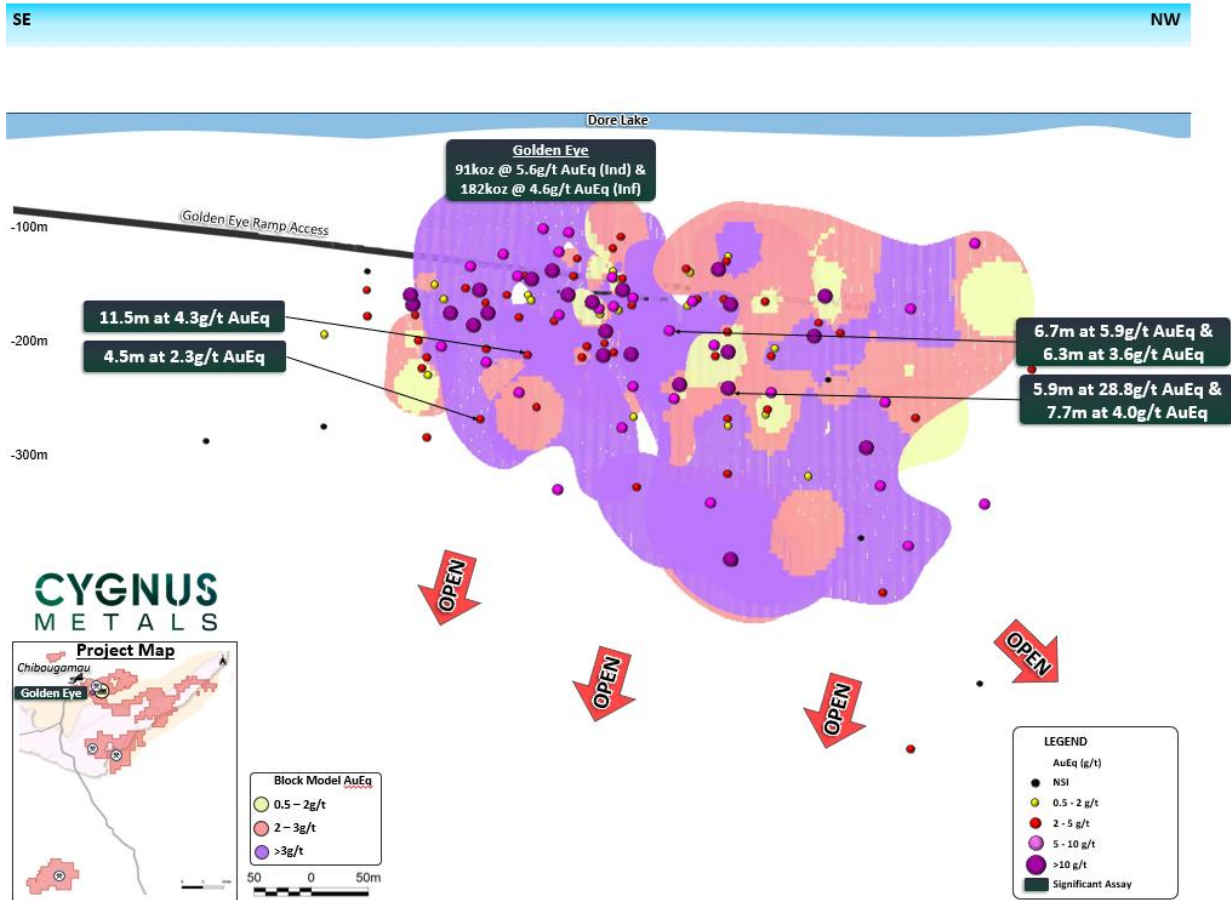 SE
NW
Dore Lake
Golden Eye
91koz @ 5.6g/t AuEq (Ind) &
182koz @ 4.6g/t AuEq (Inf)
Golden Eye Ramp Access
-100m
-200m
-300m
11.5m at 4.3g/t AuEq
4.5m at 2.3g/t AuEq
6.7m at 5.9g/t AuEq &
6.3m at 3.6g/t AuEq
5.9m at 28.8g/t AuEq &
7.7m at 4.0g/t AuEq
OPEN
OPEN
OPEN
OPEN
CYGNUS
METALS
Project Map
Chibougamau
Golden Eye
Block Model AuEq
0.5 – 2g/t
2 – 3g/t
>3g/t
50 0 50m
LEGEND
AuEq (g/t)
NSI
0.5 - 2 g/t
2 - 5 g/t
5 - 10 g/t
>10 g/t
Significant Assay